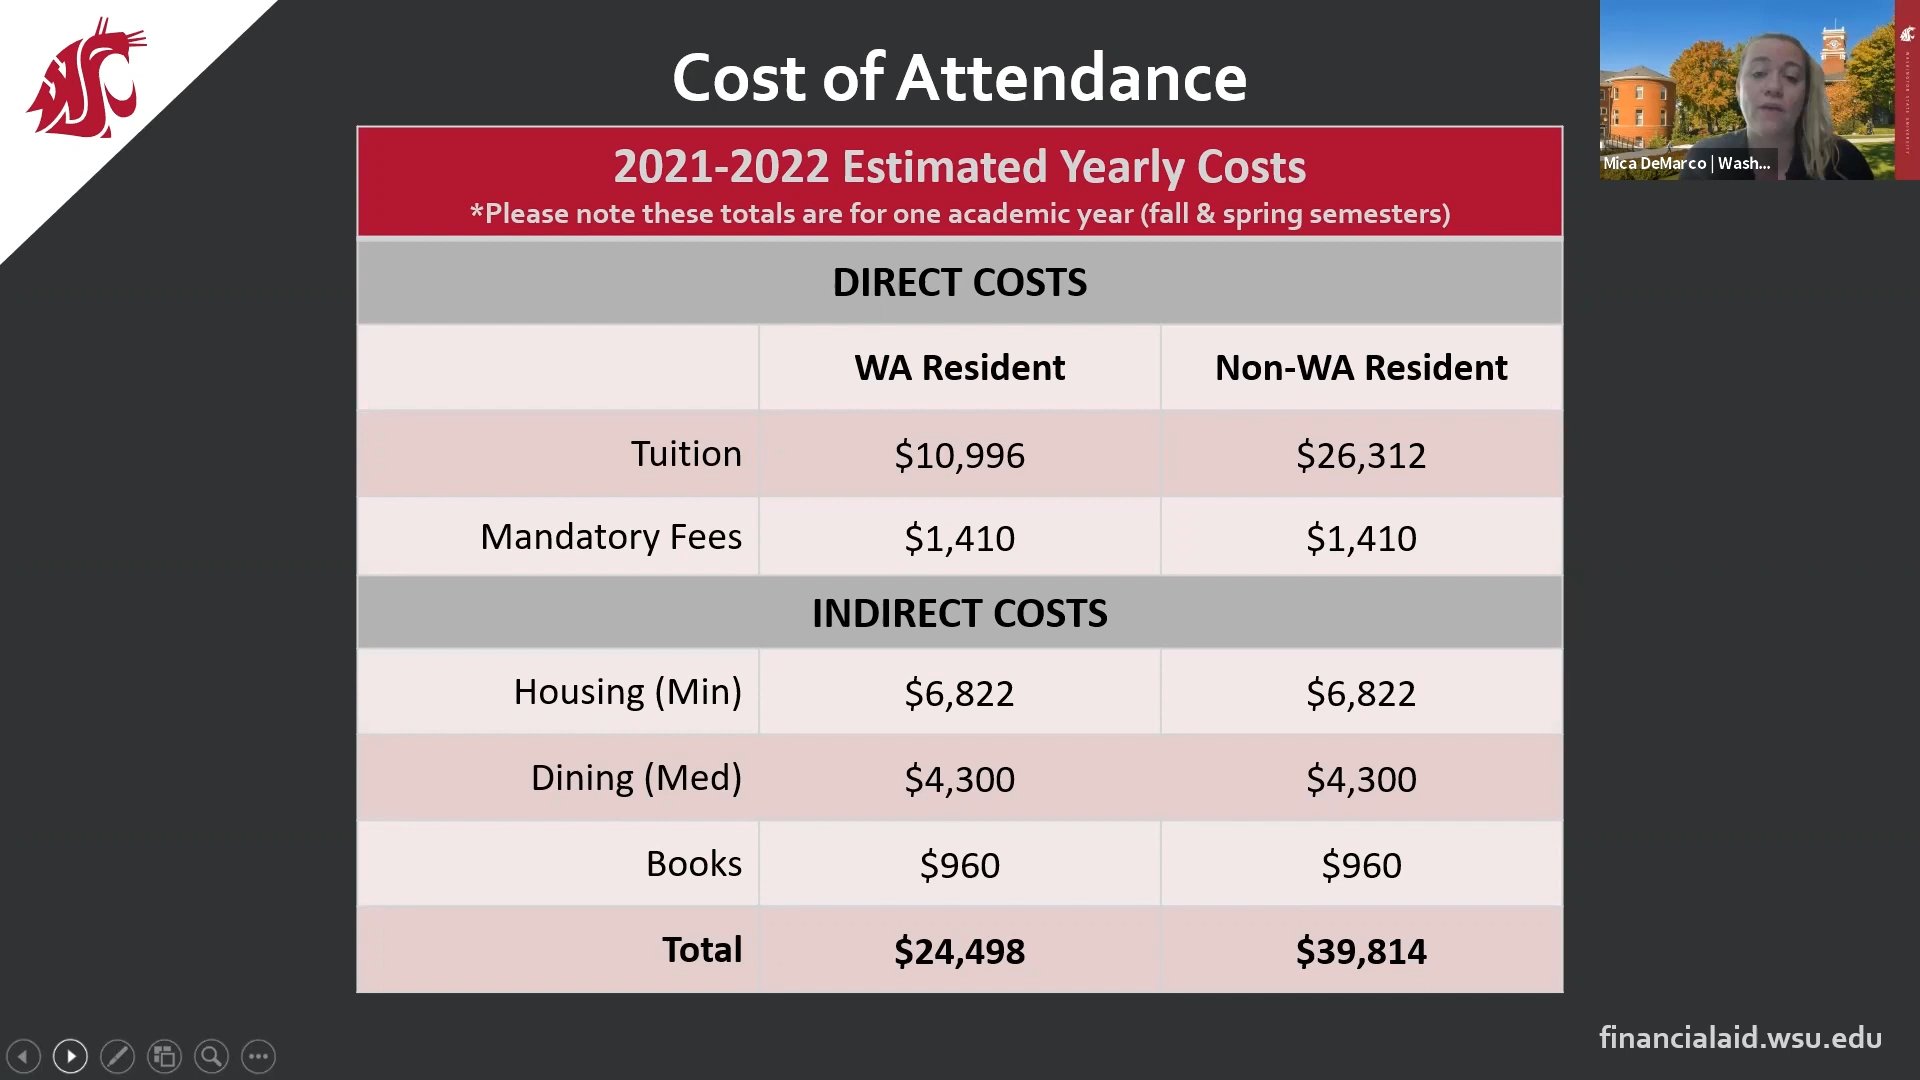 Cost of Attendance
Mica DeMarco | Wash...
2021-2022 Estimated Yearly Costs
*Please note these totals are for one academic year (fall & spring semesters)
DIRECT COSTS
WA Resident Non-WA Resident
Tuition $10,996 $26,312
Mandatory Fees $1,410 $1,410
INDIRECT COSTS
Housing (Min) $6,822 $6,822
Dining (Med) $4,300 $4,300
Books $960 $960
Total $24,498 $39,814
financialaid.wsu.edu